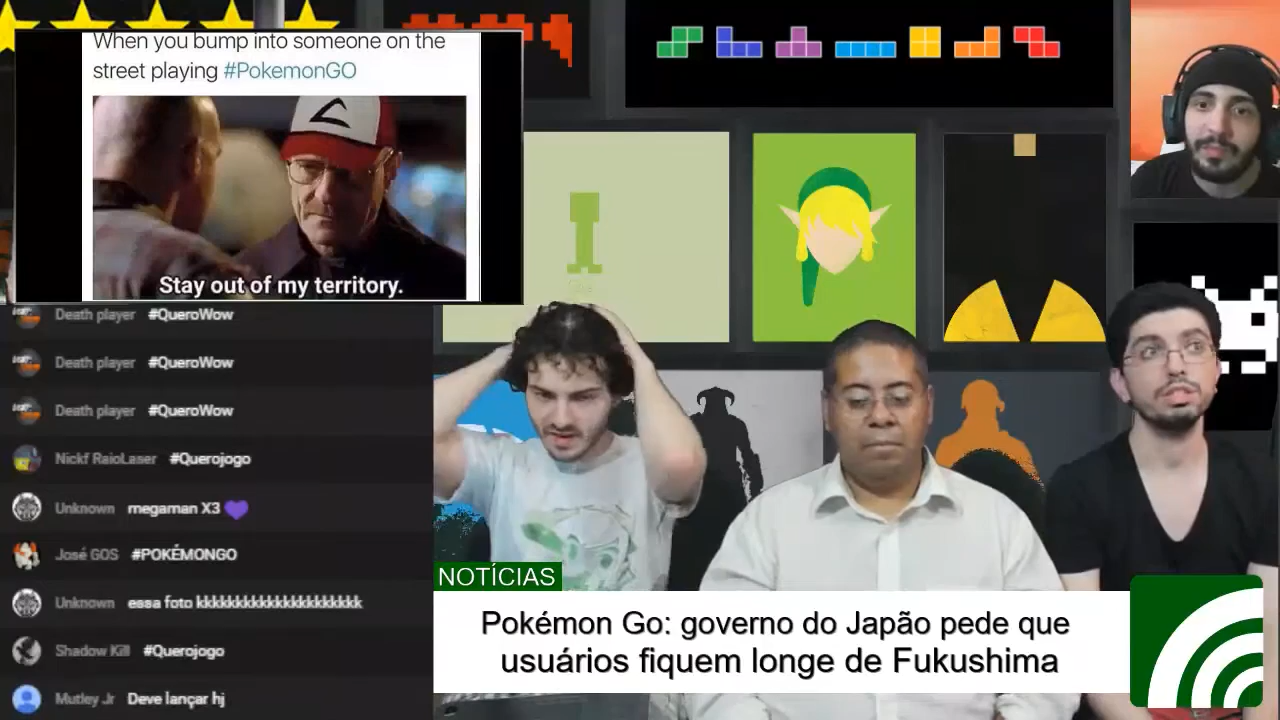 When you bump into someone on the
street playing #PokemonGO
Stay out of my territory.
Death player #QueroWow
Death player #QueroWow
Death player #QueroWow
Nickf RaioLaser #Querojogo
Unknown megaman X3
José GOS #POKÉMONGO
Unknown essa foto kkkkkkkkkkkkkkkkkkkkk
Shadow Kill #Querojogo
Mutley Jr Deve lançar hj
NOTÍCIAS
Pokémon Go: governo do Japão pede que
usuários fiquem longe de Fukushima